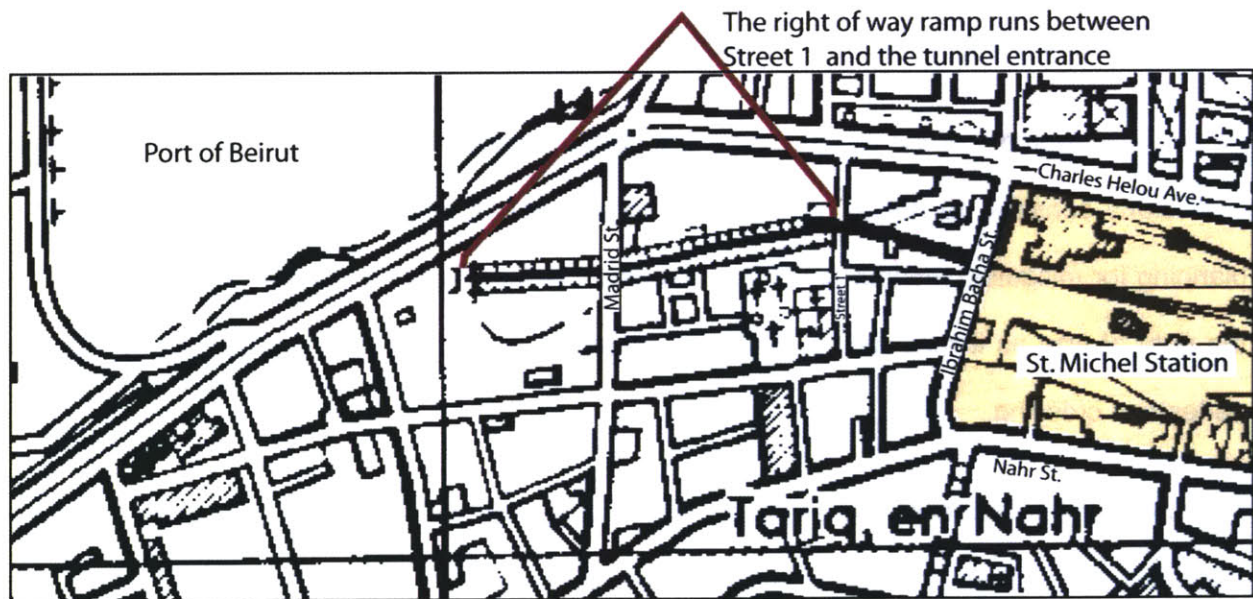 The right of way ramp runs between
Street 1 and the tunnel entrance
Port of Beirut
Charles Helou Ave.
Madrid St.
Street 1
Ibrahim Bacha St.
St. Michel Station
Nahr St.
Tariq en Nahr